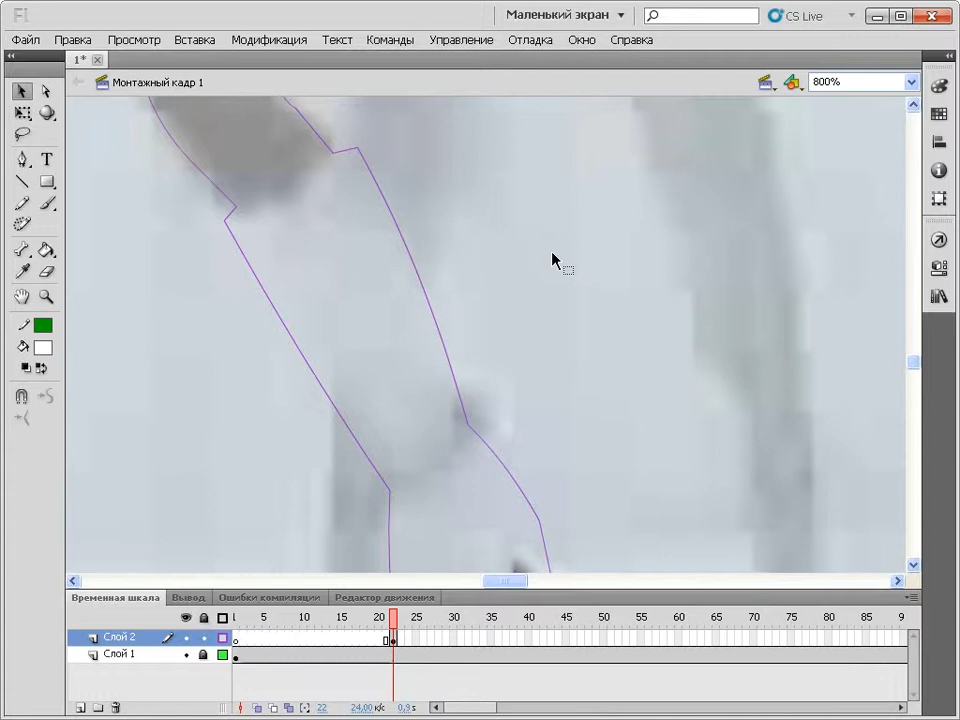 Fl
Маленький экран
CS Live
Файл Правка Просмотр Вставка Модификация Текст Команды Управление Отладка Окно Справка
1*
Монтажный кадр 1
800%
T
Временная шкала Вывод Ошибки компиляции Редактор движения
1 5 10 15 20 25 30 35 40 45 50 55 60 65 70 75 80 85 9
Слой 2
Слой 1
22 24,00 к/с 0,9 s